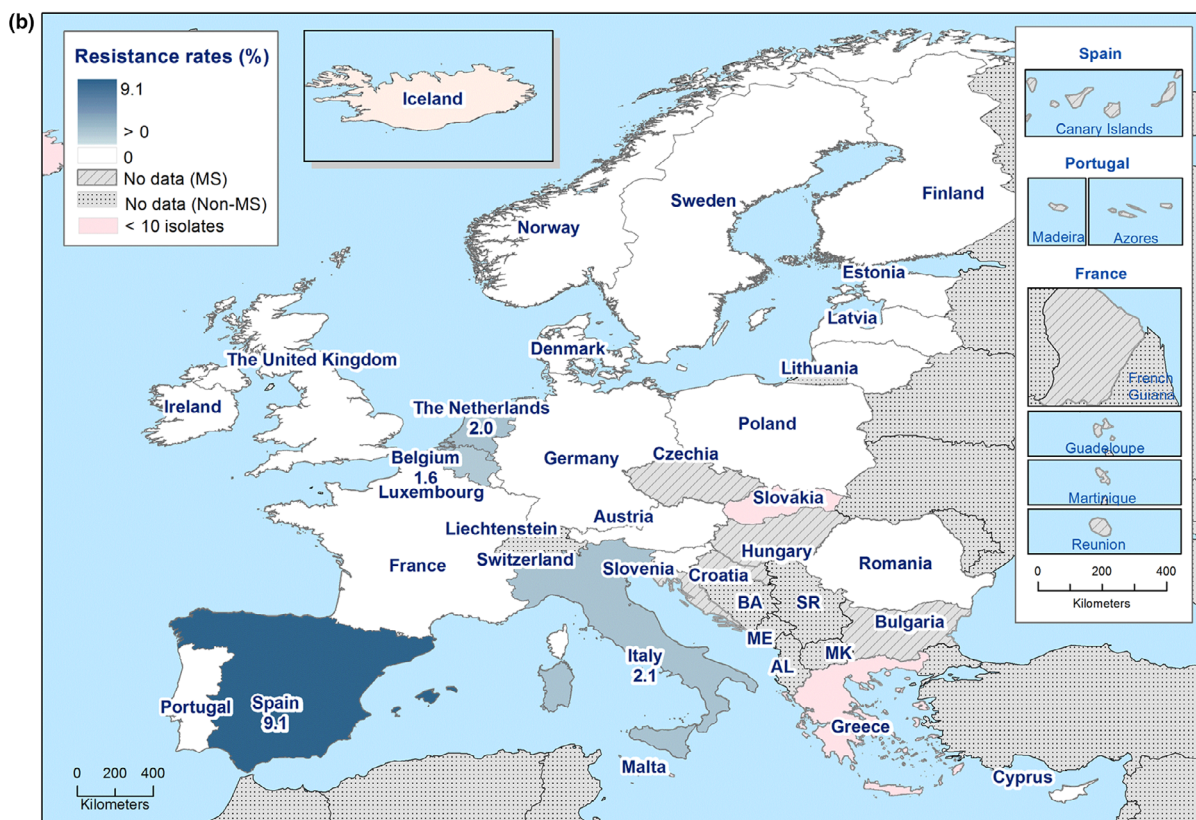 (b)
Resistance rates (%)
9.1
> 0
0
No data (MS)
No data (Non-MS)
< 10 isolates
Iceland
Spain
Canary Islands
Portugal
Madeira
Azores
France
French
Guiana
Guadeloupe
Martinique
Reunion
0 200 400
Kilometers
Finland
Sweden
Norway
Estonia
Latvia
Denmark
Lithuania
The United Kingdom
Ireland
The Netherlands
2.0
Poland
Belgium
1.6
Germany
Czechia
Luxembourg
Slovakia
Austria
Liechtenstein
Hungary
Switzerland
France
Slovenia
Croatia
Romania
BA
SR
Bulgaria
ME
MK
Italy
2.1
AL
Portugal
Spain
9.1
Greece
Malta
Cyprus
0 200 400
Kilometers